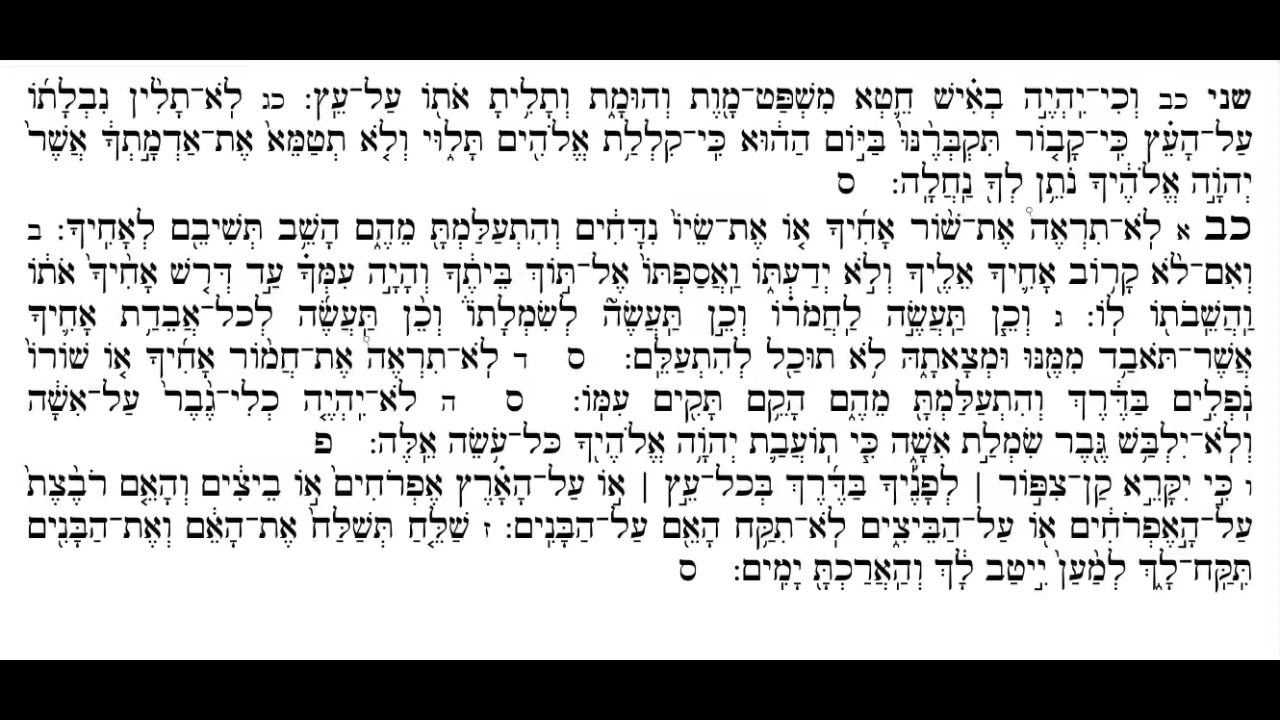 שני כב וְכִֽי־יִהְיֶ֣ה בְאִ֗ישׁ חֵ֛טְא מִשְׁפַּט־מָ֖וֶת וְהוּמָ֑ת וְתָלִ֥יתָ אֹת֖וֹ עַל־עֵֽץ׃ כג לֹֽא־תָלִ֨ין נִבְלָת֜וֹ
עַל־הָעֵ֗ץ כִּֽי־קָב֤וֹר תִּקְבְּרֶ֙נּוּ֙ בַּיּ֣וֹם הַה֔וּא כִּֽי־קִלְלַ֥ת אֱלֹהִ֖ים תָּל֑וּי וְלֹ֤א תְטַמֵּא֙ אֶת־אַדְמָ֣תְךָ֔ אֲשֶׁר֙
יְהֹוָ֣ה אֱלֹהֶ֔יךָ נֹתֵ֥ן לְךָ֖ נַחֲלָֽה׃ ס
כב א לֹֽא־תִרְאֶה֩ אֶת־שׁ֨וֹר אָחִ֜יךָ א֤וֹ אֶת־שֵׂיוֹ֙ נִדָּחִ֔ים וְהִתְעַלַּמְתָּ֖ מֵהֶ֑ם הָשֵׁ֥ב תְּשִׁיבֵ֖ם לְאָחִֽיךָ׃ ב
וְאִם־לֹ֨א קָר֥וֹב אָחִ֛יךָ אֵלֶ֖יךָ וְלֹ֣א יְדַעְתּ֑וֹ וַאֲסַפְתּוֹ֙ אֶל־תּ֣וֹךְ בֵּיתֶ֔ךָ וְהָיָ֣ה עִמְּךָ֗ עַ֣ד דְּרֹ֤שׁ אָחִ֙יךָ֙ אֹת֔וֹ
וַהֲשֵׁבֹת֖וֹ לֽוֹ׃ ג וְכֵ֧ן תַּעֲשֶׂ֣ה לַחֲמֹר֗וֹ וְכֵ֣ן תַּעֲשֶׂה֮ לְשִׂמְלָתוֹ֒ וְכֵ֨ן תַּעֲשֶׂ֜ה לְכׇל־אֲבֵדַ֥ת אָחִ֛יךָ
אֲשֶׁר־תֹּאבַ֥ד מִמֶּ֖נּוּ וּמְצָאתָ֑הּ לֹ֥א תוּכַ֖ל לְהִתְעַלֵּֽם׃ ס ד לֹֽא־תִרְאֶה֩ אֶת־חֲמ֨וֹר אָחִ֜יךָ א֤וֹ שׁוֹרוֹ֙
נֹפְלִ֣ים בַּדֶּ֔רֶךְ וְהִתְעַלַּמְתָּ֖ מֵהֶ֑ם הָקֵ֥ם תָּקִ֖ים עִמּֽוֹ׃ ס ה לֹא־יִהְיֶ֤ה כְלִי־גֶ֙בֶר֙ עַל־אִשָּׁ֔ה
וְלֹא־יִלְבַּ֥שׁ גֶּ֖בֶר שִׂמְלַ֣ת אִשָּׁ֑ה כִּ֧י תוֹעֲבַ֛ת יְהֹוָ֥ה אֱלֹהֶ֖יךָ כׇּל־עֹ֥שֵׂה אֵֽלֶּה׃ פ
ו כִּ֣י יִקָּרֵ֣א קַן־צִפּ֣וֹר ׀ לְפָנֶ֡יךָ בַּדֶּ֜רֶךְ בְּכׇל־עֵ֣ץ ׀ א֣וֹ עַל־הָאָ֗רֶץ אֶפְרֹחִים֙ א֣וֹ בֵיצִ֔ים וְהָאֵ֤ם רֹבֶ֙צֶת֙
עַל־הָֽאֶפְרֹחִ֔ים א֖וֹ עַל־הַבֵּיצִ֑ים לֹא־תִקַּ֥ח הָאֵ֖ם עַל־הַבָּנִֽים׃ ז שַׁלֵּ֤חַ תְּשַׁלַּח֙ אֶת־הָאֵ֔ם וְאֶת־הַבָּנִ֖ים
תִּֽקַּֽח־לָ֑ךְ לְמַ֙עַן֙ יִ֣יטַב לָ֔ךְ וְהַאֲרַכְתָּ֖ יָמִֽים׃ ס